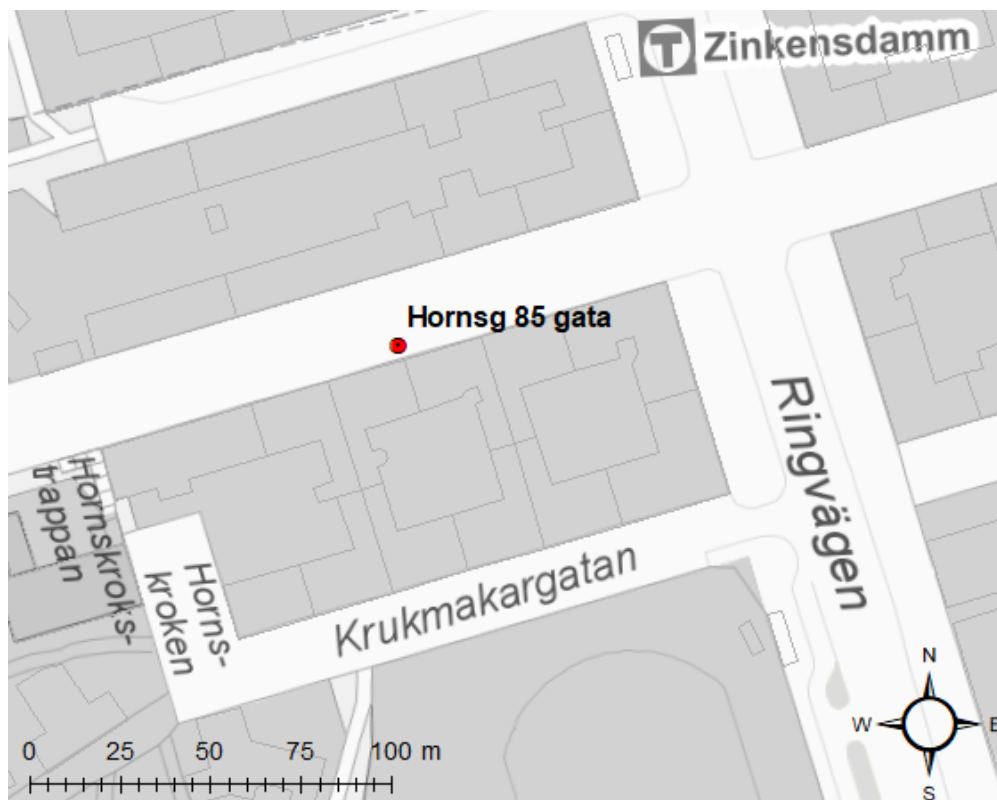 T Zinkensdamm
Hornsg 85 gata
Ringvägen
Hornskroks-
trappan
Horns-
kroken
Krukmakargatan
N
W
E
S
0 25 50 75 100 m